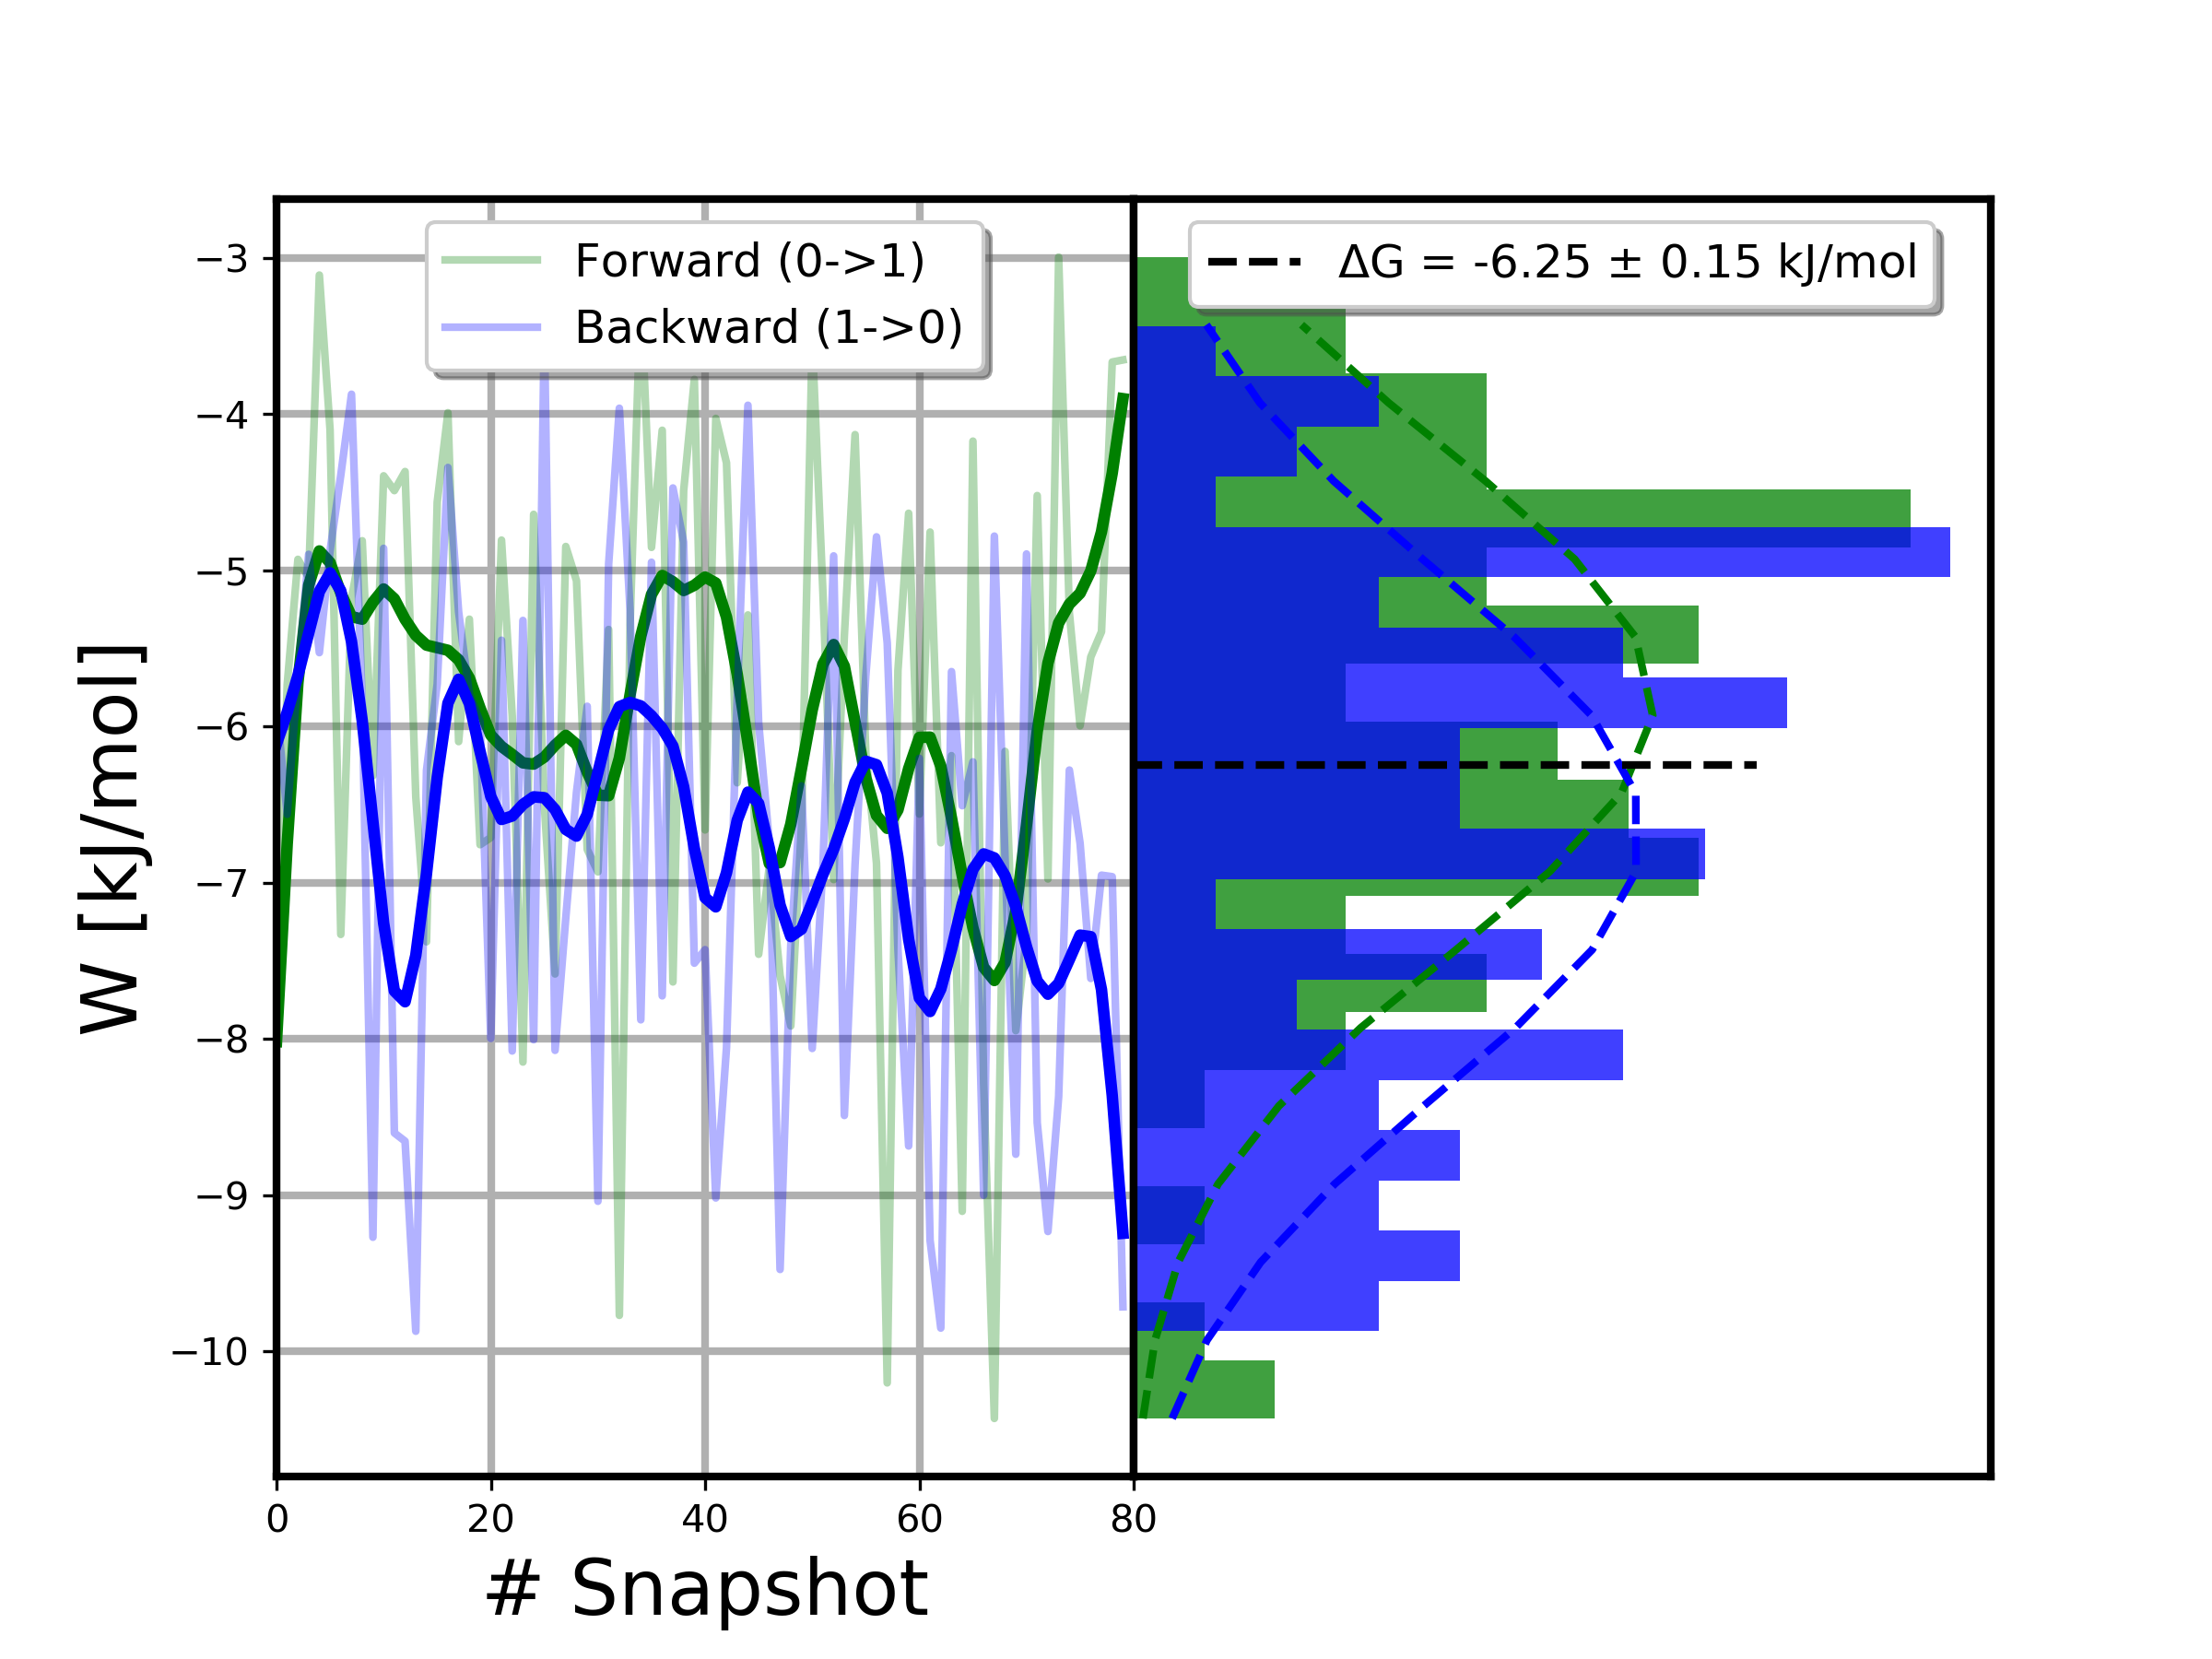 Forward (0->1)
Backward (1->0)
ΔG = -6.25 ± 0.15 kJ/mol
W [kJ/mol]
−3
−4
−5
−6
−7
−8
−9
−10
0 20 40 60 80
# Snapshot